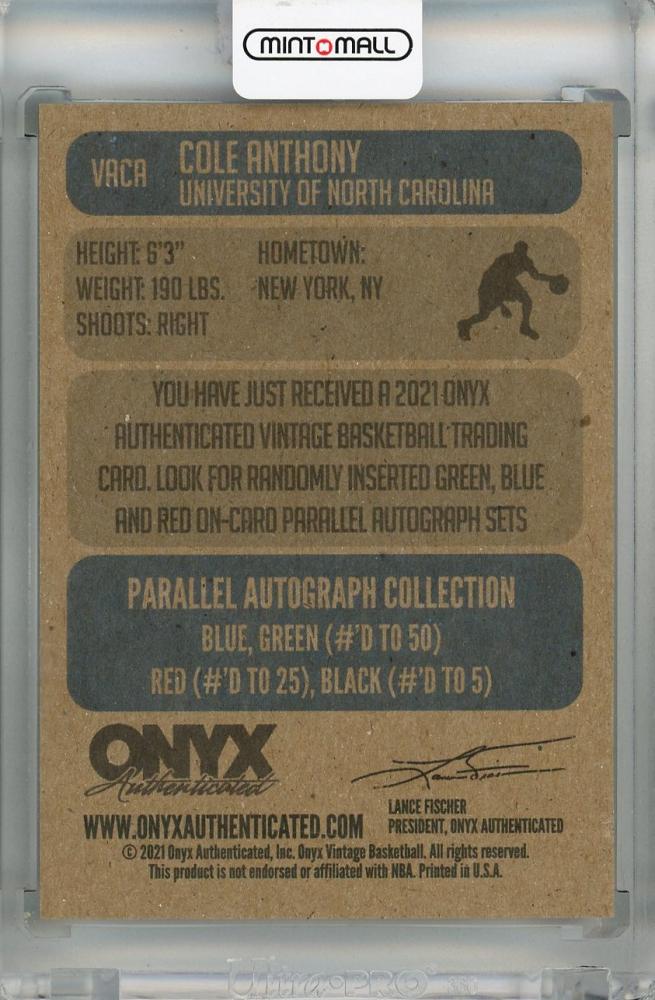 MINT MALL
VACA
COLE ANTHONY
UNIVERSITY OF NORTH CAROLINA
HEIGHT: 6'3"
WEIGHT: 190 LBS.
SHOOTS: RIGHT
HOMETOWN:
NEW YORK, NY
YOU HAVE JUST RECEIVED A 2021 ONYX
AUTHENTICATED VINTAGE BASKETBALL TRADING
CARD. LOOK FOR RANDOMLY INSERTED GREEN, BLUE
AND RED ON-CARD PARALLEL AUTOGRAPH SETS
PARALLEL AUTOGRAPH COLLECTION
BLUE, GREEN (#'D TO 50)
RED (#'D TO 25), BLACK (#'D TO 5)
ONYX
Authenticated
WWW.ONYXAUTHENTICATED.COM
LANCE FISCHER
PRESIDENT, ONYX AUTHENTICATED
© 2021 Onyx Authenticated, Inc. Onyx Vintage Basketball. All rights reserved.
This product is not endorsed or affiliated with NBA. Printed in U.S.A.
Ultra·PRO